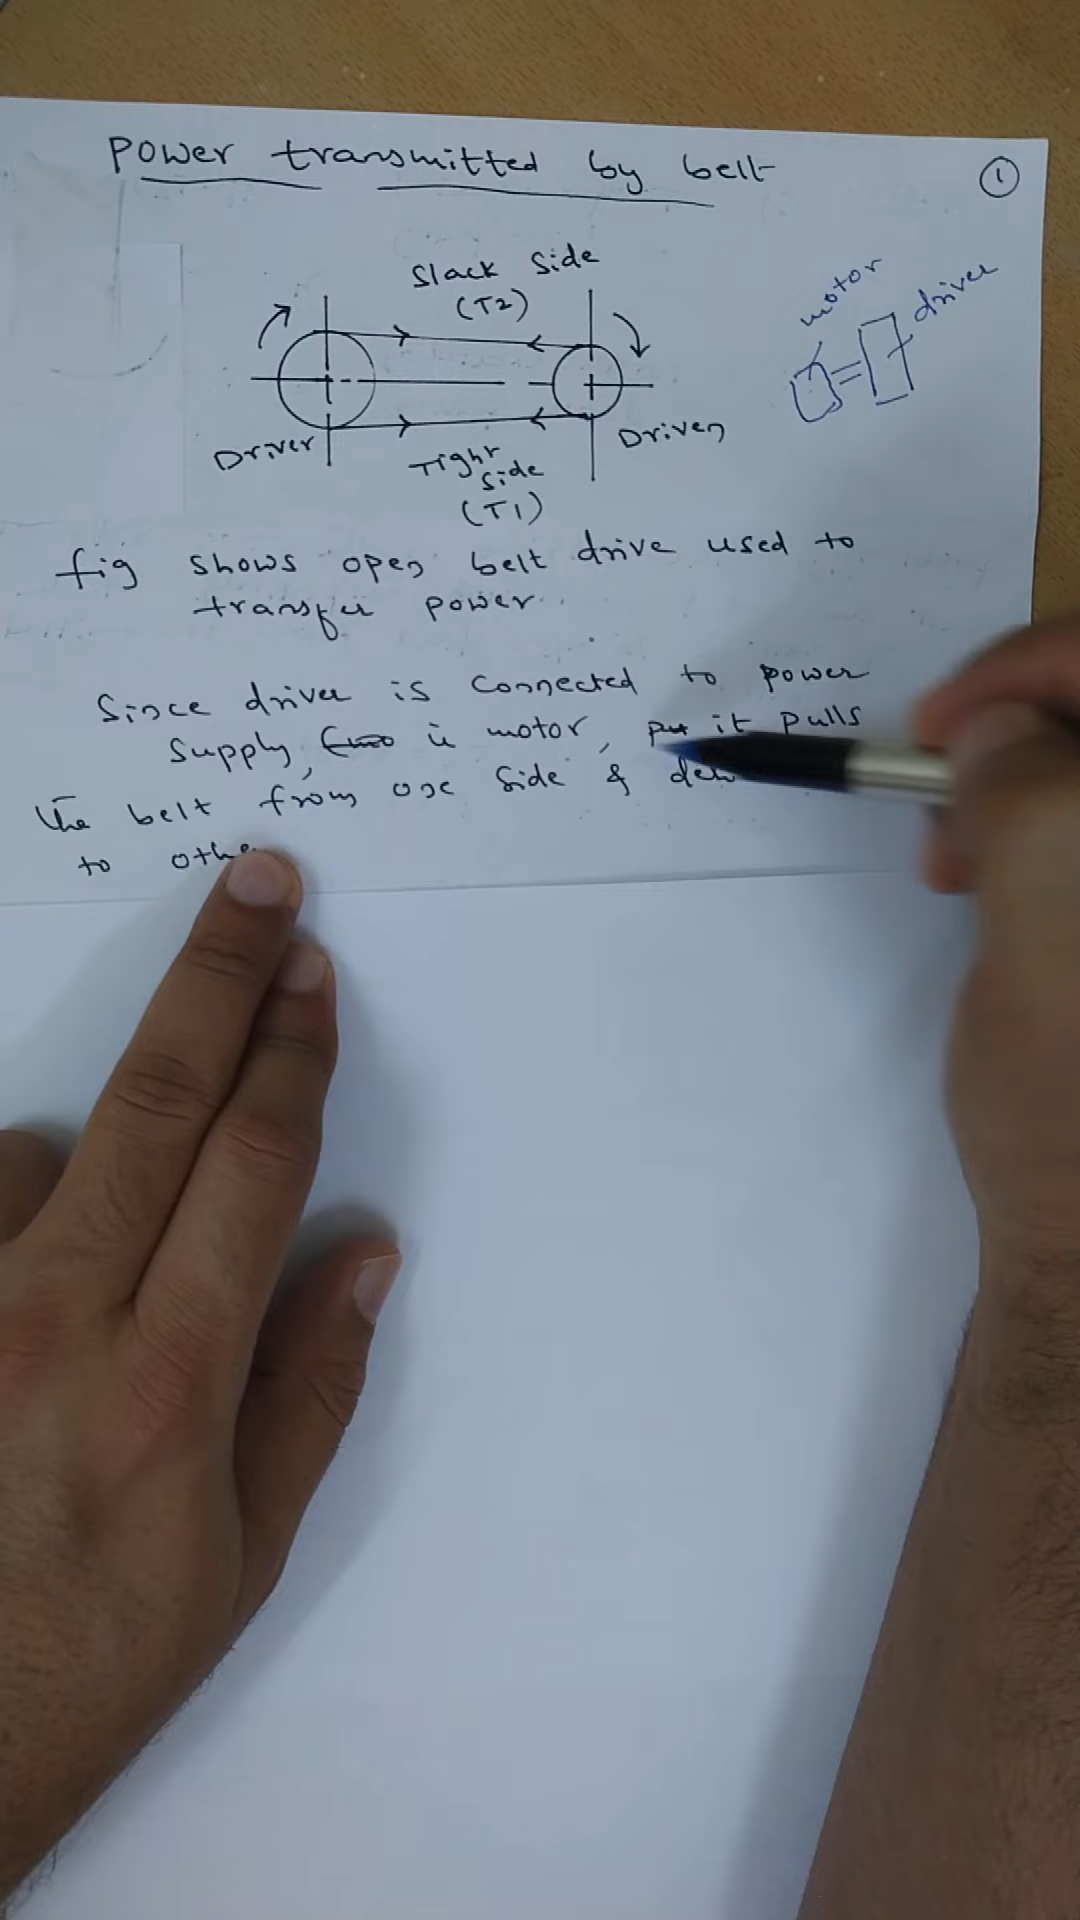 Power transmitted by belt
1
Slack Side
(T2)
motor
driver
Driver
Tight
Side
(T1)
Driven
fig shows open belt drive used to
transfer power.
Since driver is connected to power
Supply, ie motor, it pulls
the belt from one side &
to